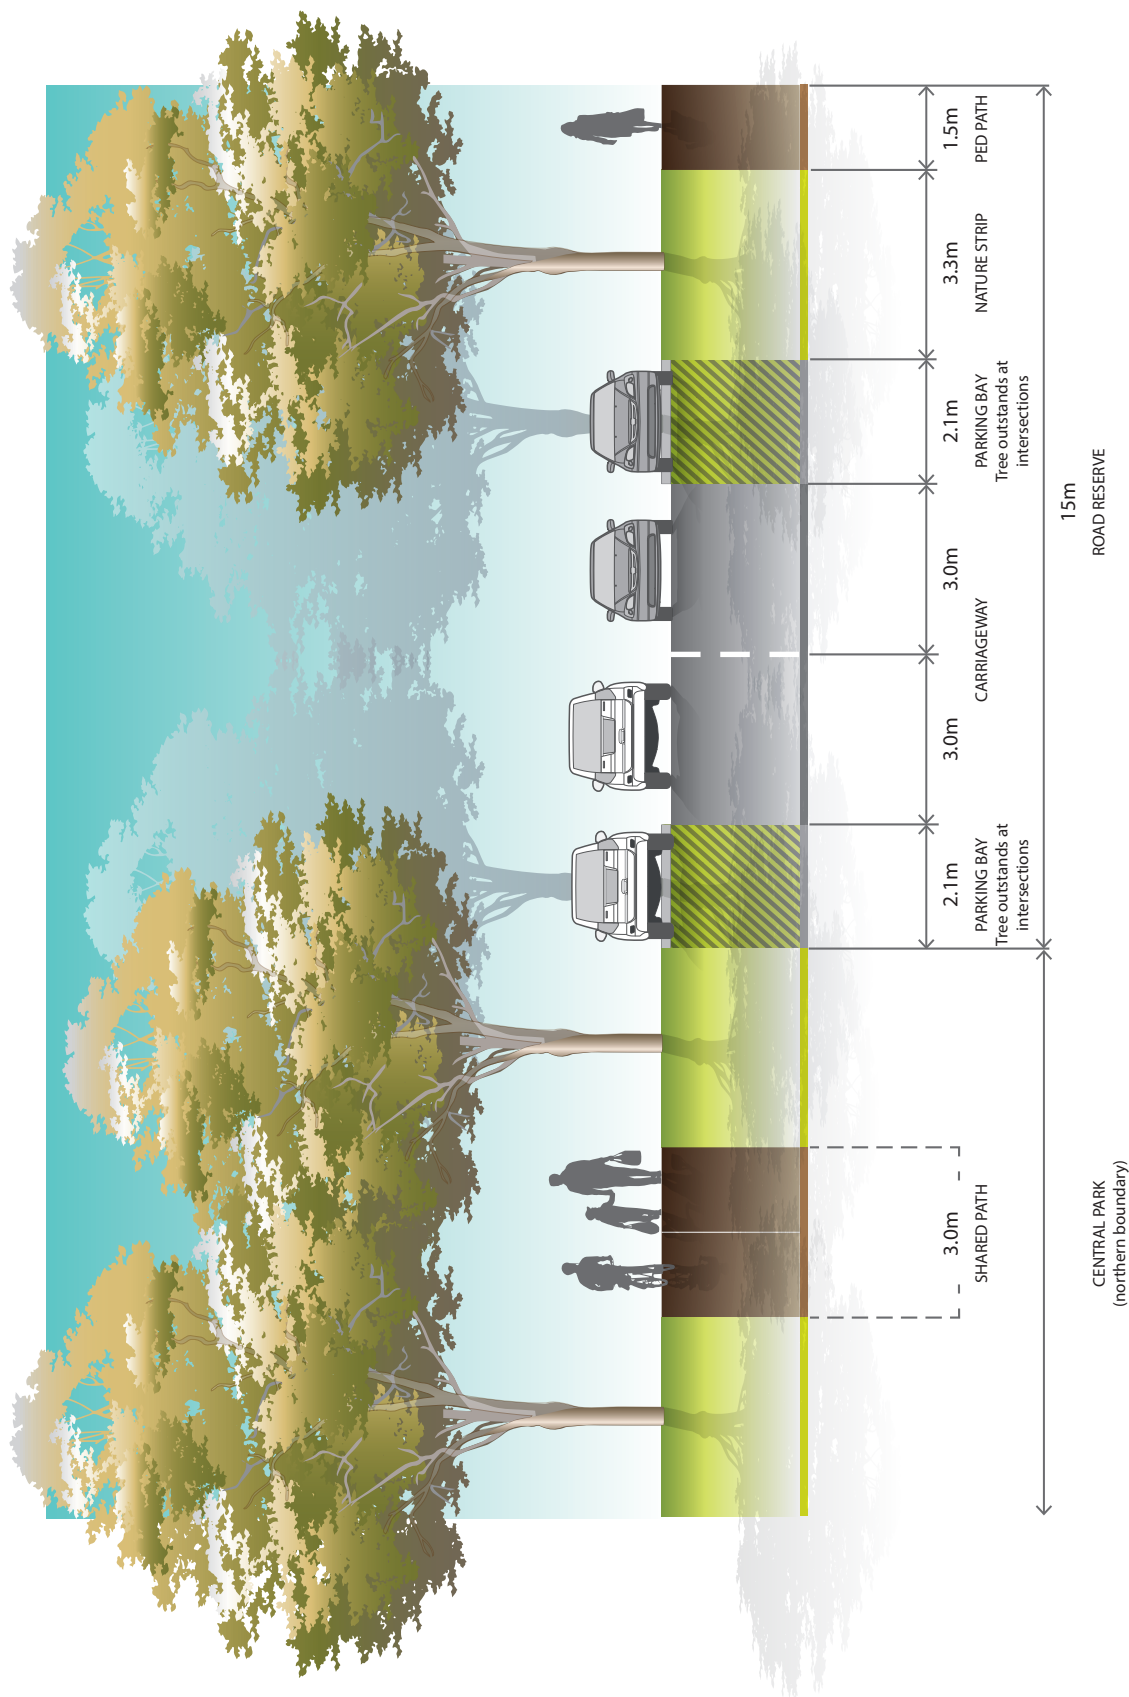 3.0m
SHARED PATH
2.1m
PARKING BAY
Tree outstands at
intersections
3.0m
3.0m
CARRIAGEWAY
2.1m
PARKING BAY
Tree outstands at
intersections
3.3m
NATURE STRIP
1.5m
PED PATH
CENTRAL PARK
(northern boundary)
15m
ROAD RESERVE